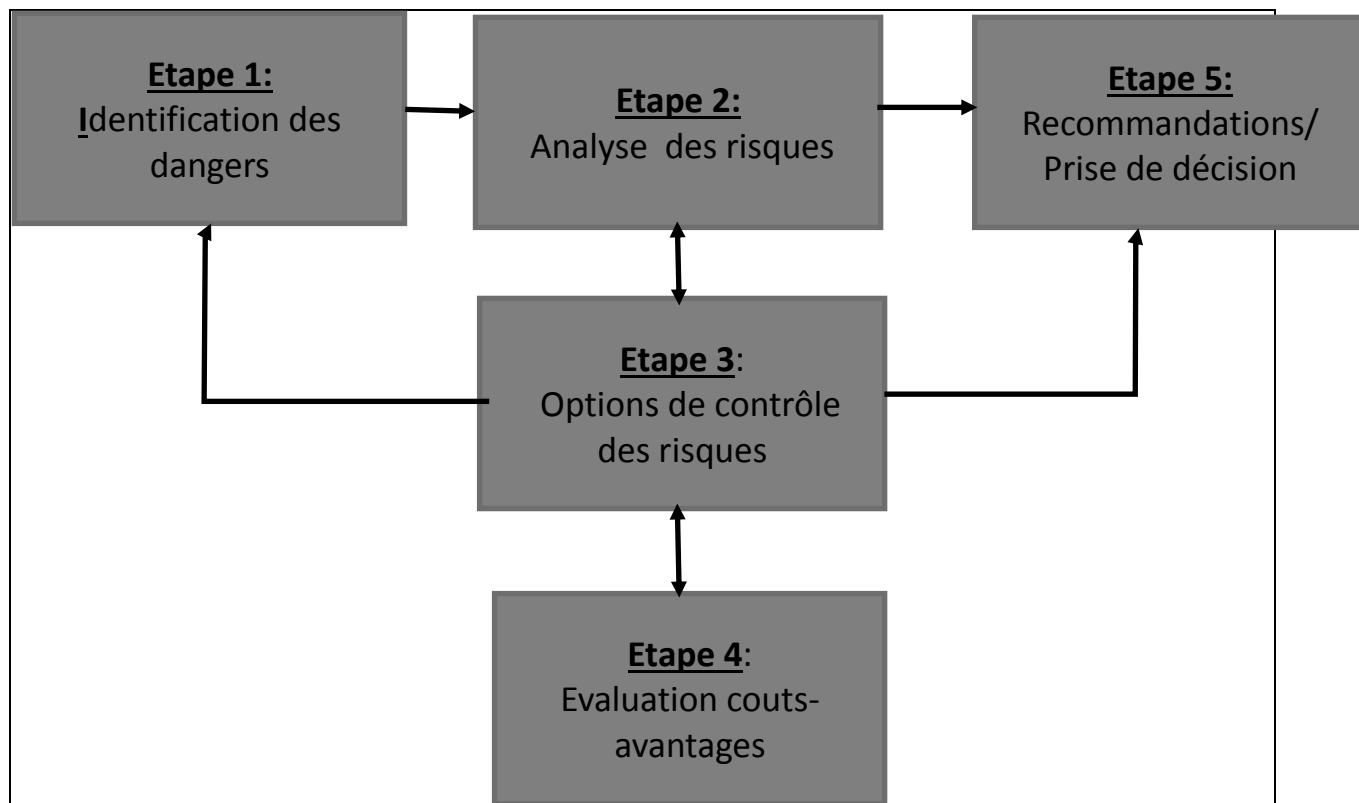 Etape 1:
Identification des
dangers
Etape 2:
Analyse des risques
Etape 5:
Recommandations/
Prise de décision
Etape 3:
Options de contrôle
des risques
Etape 4:
Evaluation couts-
avantages